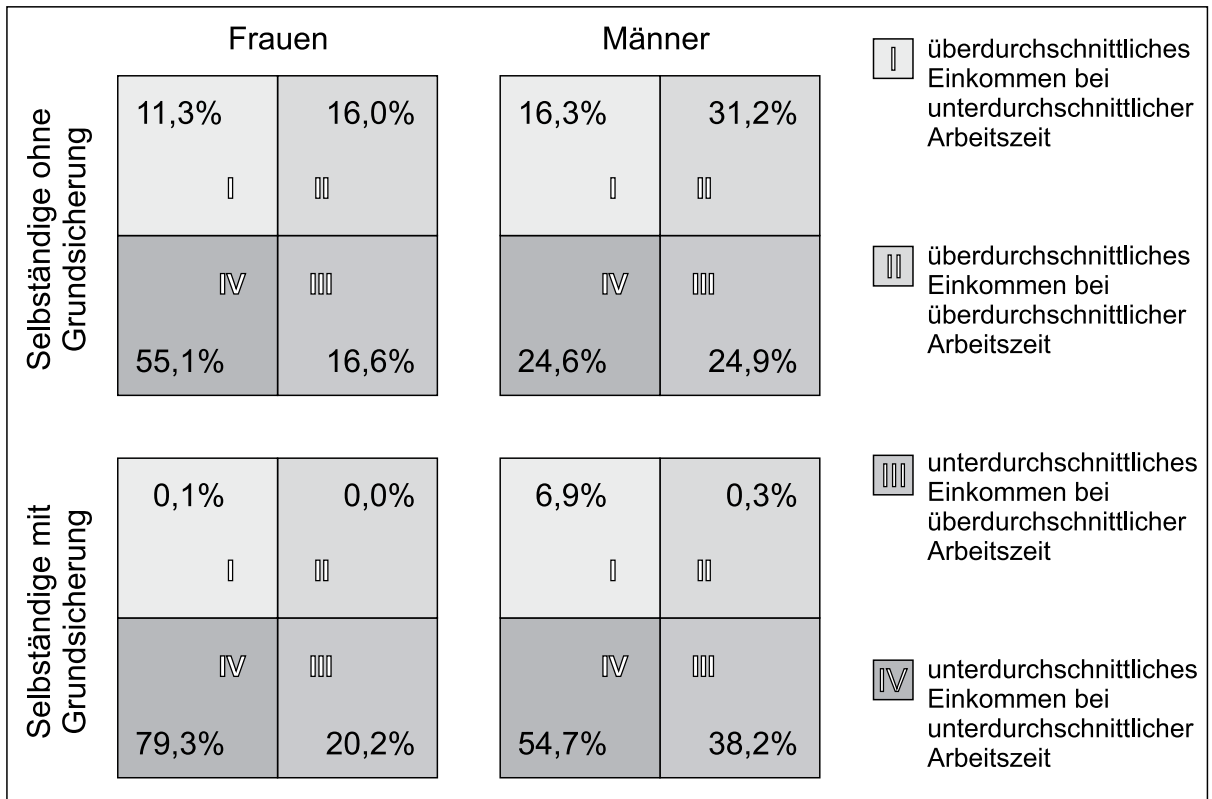 Frauen
Männer
Selbständige ohne
Grundsicherung
11,3% 16,0%
I II
IV III
55,1% 16,6%
16,3% 31,2%
I II
IV III
24,6% 24,9%
Selbständige mit
Grundsicherung
0,1% 0,0%
I II
IV III
79,3% 20,2%
6,9% 0,3%
I II
IV III
54,7% 38,2%
I überdurchschnittliches
Einkommen bei
unterdurchschnittlicher
Arbeitszeit
II überdurchschnittliches
Einkommen bei
überdurchschnittlicher
Arbeitszeit
III unterdurchschnittliches
Einkommen bei
überdurchschnittlicher
Arbeitszeit
IV unterdurchschnittliches
Einkommen bei
unterdurchschnittlicher
Arbeitszeit